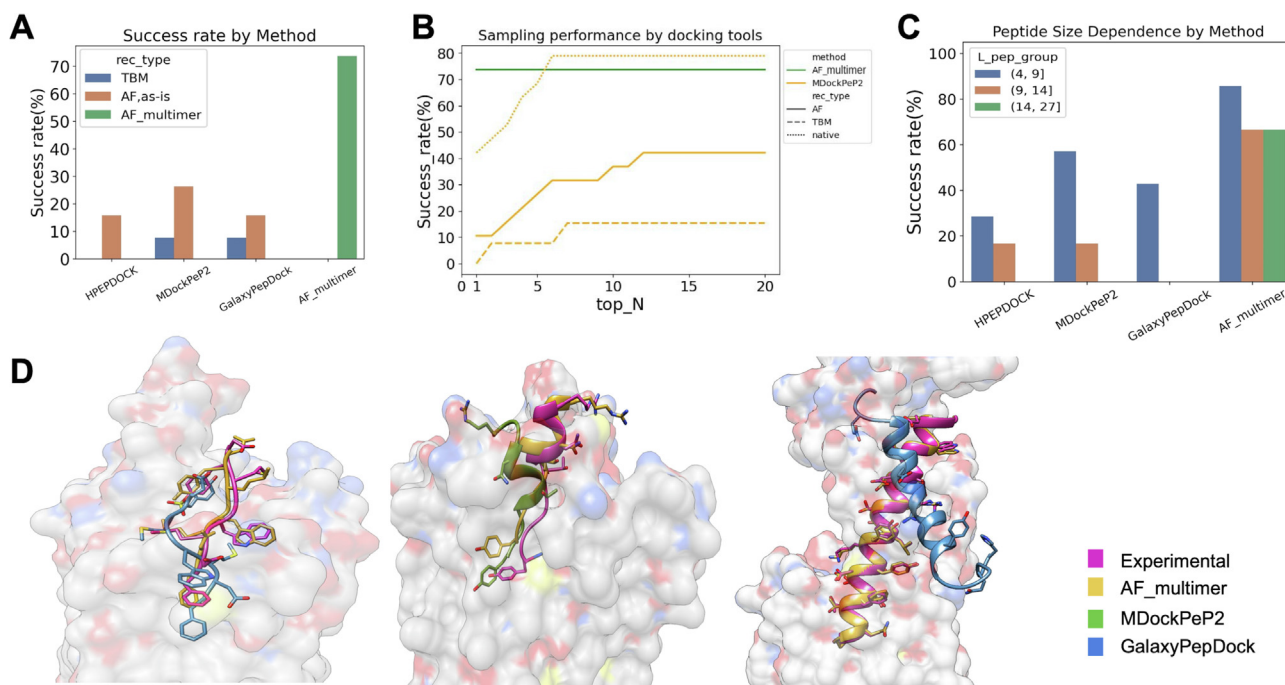 A
Success rate by Method
Success rate(%)
70
60
50
40
30
20
10
0
rec_type
TBM
AF,as-is
AF_multimer
HPEPDOCK
MDockPeP2
GalaxyPepDock
AF_multimer
B
Sampling performance by docking tools
Success_rate(%)
80
70
60
50
40
30
20
10
0
1
5
10
15
20
top_N
method
AF_multimer
MDockPeP2
rec_type
AF
TBM
native
C
Peptide Size Dependence by Method
Success rate(%)
100
80
60
40
20
0
L_pep_group
(4, 9]
(9, 14]
(14, 27]
HPEPDOCK
MDockPeP2
GalaxyPepDock
AF_multimer
D
Experimental
AF_multimer
MDockPeP2
GalaxyPepDock